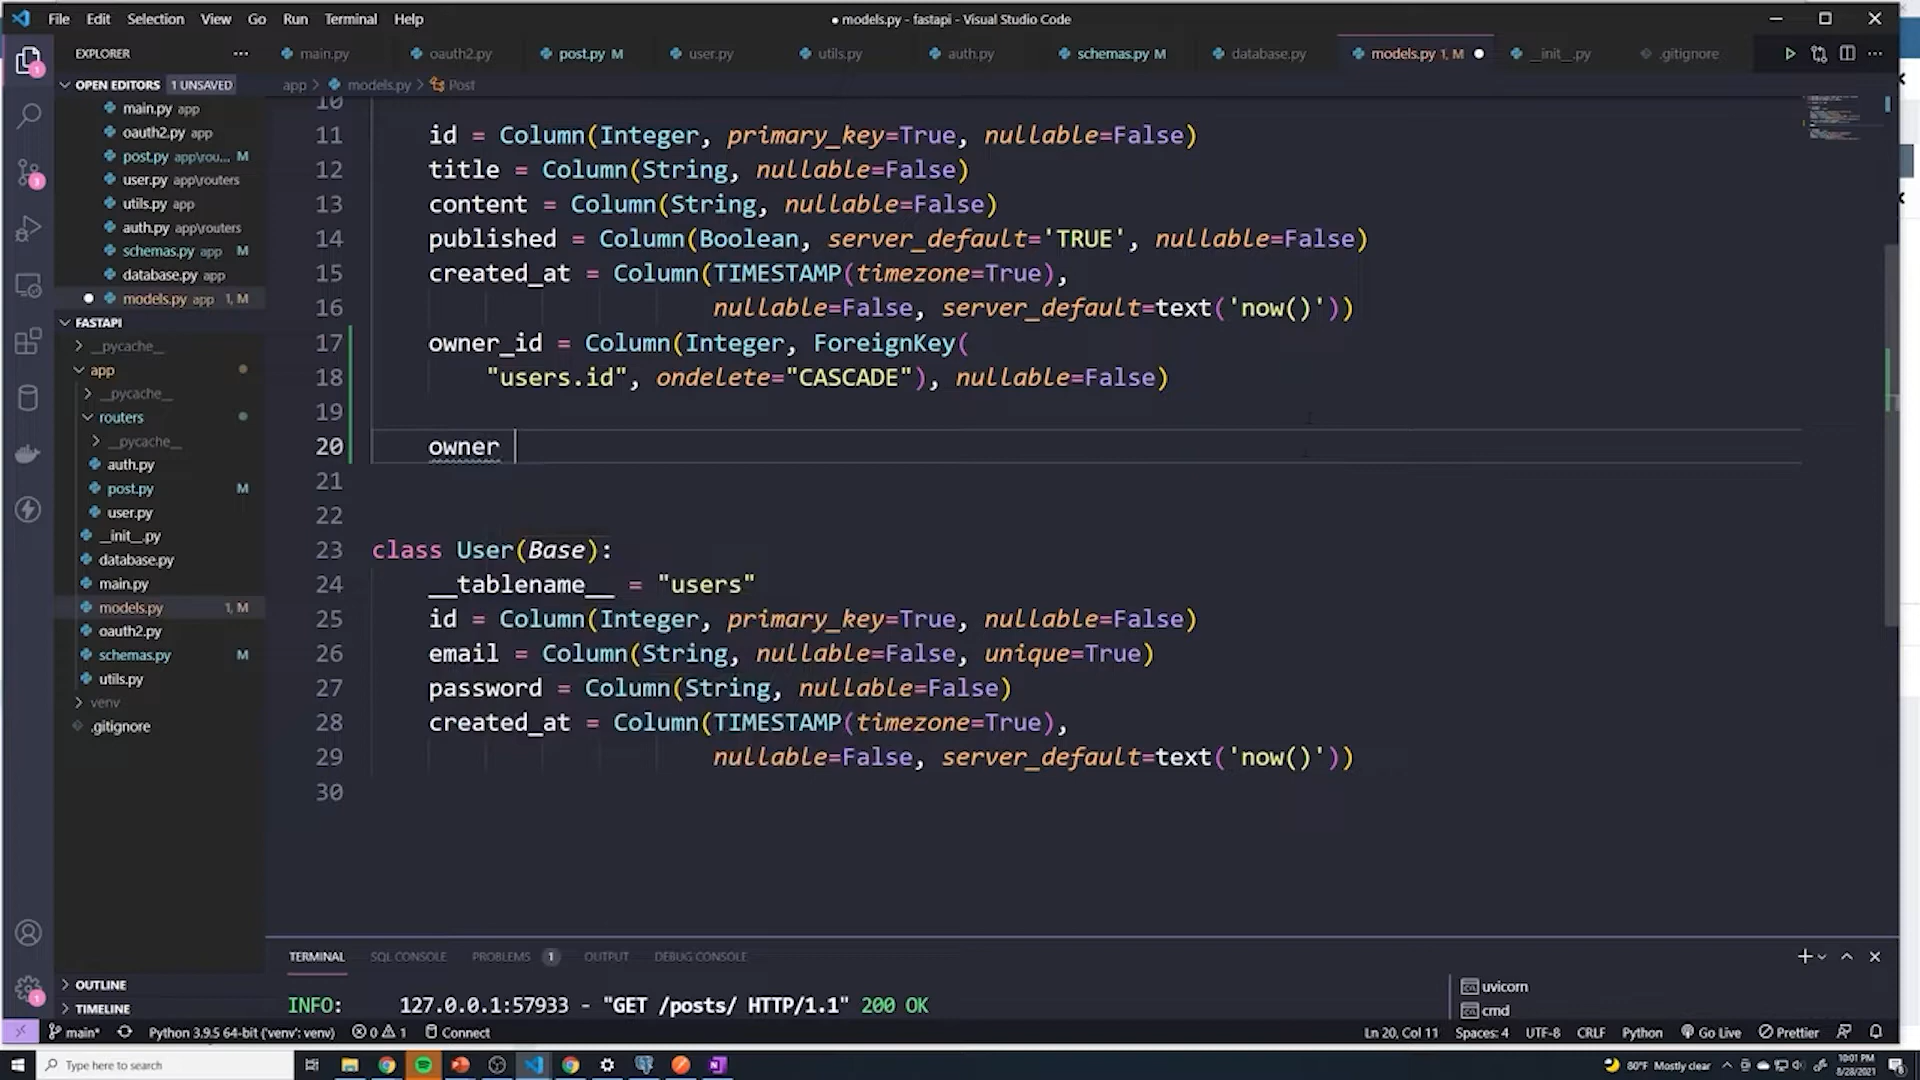 File Edit Selection View Go Run Terminal Help
● models.py - fastapi - Visual Studio Code
EXPLORER
main.py oauth2.py post.py M user.py utils.py auth.py schemas.py M database.py models.py 1, M __init__.py .gitignore
OPEN EDITORS 1 UNSAVED
app > models.py > Post
main.py app
oauth2.py app
post.py app\rou... M
user.py app\routers
utils.py app
auth.py app\routers
schemas.py app M
database.py app
models.py app 1, M
FASTAPI
__pycache__
app
__pycache__
routers
__pycache__
auth.py
post.py M
user.py
__init__.py
database.py
main.py
models.py 1, M
oauth2.py
schemas.py M
utils.py
venv
.gitignore
OUTLINE
TIMELINE
10
11 id = Column(Integer, primary_key=True, nullable=False)
12 title = Column(String, nullable=False)
13 content = Column(String, nullable=False)
14 published = Column(Boolean, server_default='TRUE', nullable=False)
15 created_at = Column(TIMESTAMP(timezone=True),
16 nullable=False, server_default=text('now()'))
17 owner_id = Column(Integer, ForeignKey(
18 "users.id", ondelete="CASCADE"), nullable=False)
19
20 owner
21
22
23 class User(Base):
24 __tablename__ = "users"
25 id = Column(Integer, primary_key=True, nullable=False)
26 email = Column(String, nullable=False, unique=True)
27 password = Column(String, nullable=False)
28 created_at = Column(TIMESTAMP(timezone=True),
29 nullable=False, server_default=text('now()'))
30
TERMINAL SQL CONSOLE PROBLEMS 1 OUTPUT DEBUG CONSOLE
INFO: 127.0.0.1:57933 - "GET /posts/ HTTP/1.1" 200 OK
uvicorn
cmd
main* Python 3.9.5 64-bit ('venv': venv) 0 1 Connect
Ln 20, Col 11 Spaces: 4 UTF-8 CRLF Python Go Live Prettier
Type here to search
80°F Mostly clear
10:01 PM
8/28/2021